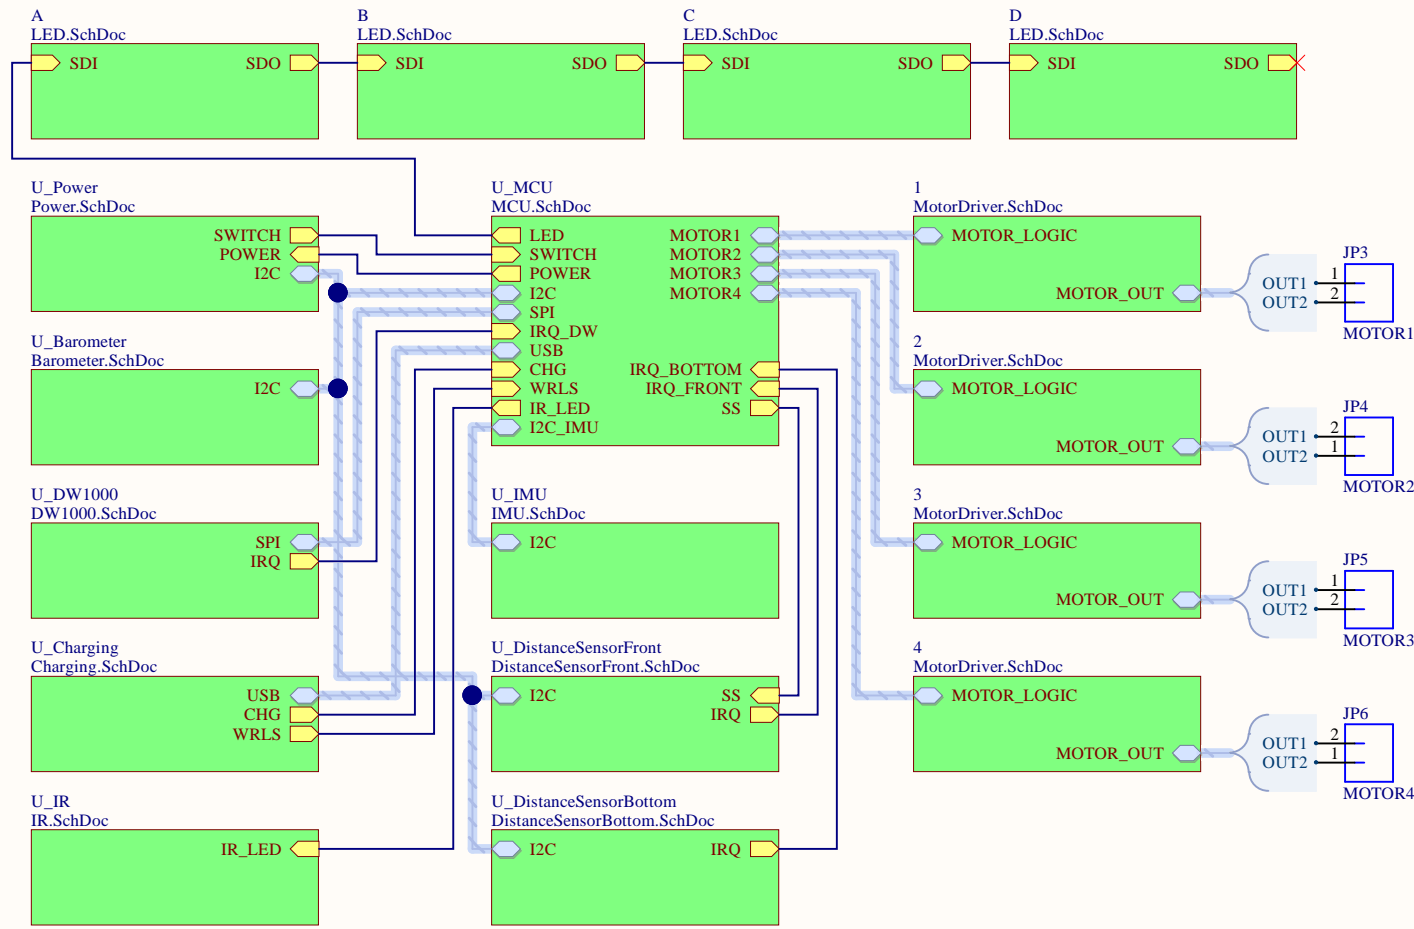 A
LED.SchDoc
SDI
SDO
B
LED.SchDoc
SDI
SDO
C
LED.SchDoc
SDI
SDO
D
LED.SchDoc
SDI
SDO
U_Power
Power.SchDoc
SWITCH
POWER
I2C
U_Barometer
Barometer.SchDoc
I2C
U_DW1000
DW1000.SchDoc
SPI
IRQ
U_Charging
Charging.SchDoc
USB
CHG
WRLS
U_IR
IR.SchDoc
IR_LED
U_MCU
MCU.SchDoc
LED
SWITCH
POWER
I2C
SPI
IRQ_DW
USB
CHG
WRLS
IR_LED
I2C_IMU
MOTOR1
MOTOR2
MOTOR3
MOTOR4
IRQ_BOTTOM
IRQ_FRONT
SS
U_IMU
IMU.SchDoc
I2C
U_DistanceSensorFront
DistanceSensorFront.SchDoc
I2C
SS
IRQ
U_DistanceSensorBottom
DistanceSensorBottom.SchDoc
I2C
IRQ
1
MotorDriver.SchDoc
MOTOR_LOGIC
MOTOR_OUT
OUT1
OUT2
1
2
JP3
MOTOR1
2
MotorDriver.SchDoc
MOTOR_LOGIC
MOTOR_OUT
OUT1
OUT2
2
1
JP4
MOTOR2
3
MotorDriver.SchDoc
MOTOR_LOGIC
MOTOR_OUT
OUT1
OUT2
1
2
JP5
MOTOR3
4
MotorDriver.SchDoc
MOTOR_LOGIC
MOTOR_OUT
OUT1
OUT2
2
1
JP6
MOTOR4